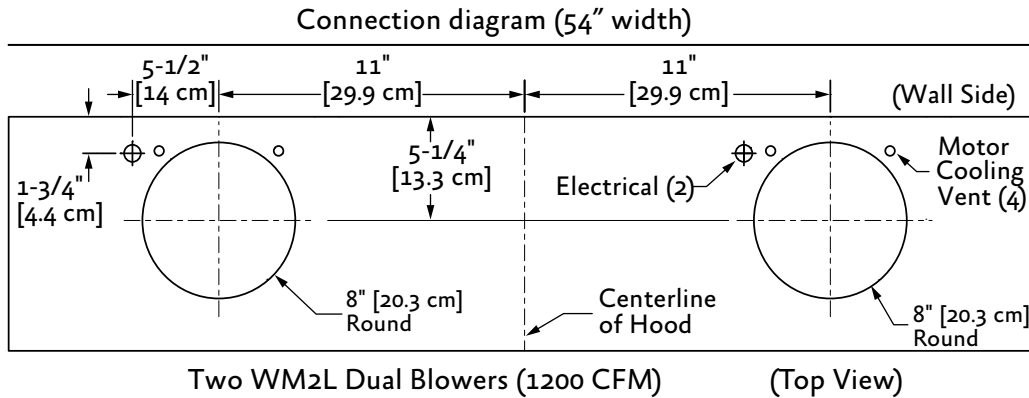 Connection diagram (54″ width)
5-1/2"
[14 cm]
11"
[29.9 cm]
11"
[29.9 cm]
(Wall Side)
5-1/4"
[13.3 cm]
1-3/4"
[4.4 cm]
Electrical (2)
Motor
Cooling
Vent (4)
8" [20.3 cm]
Round
Centerline
of Hood
8" [20.3 cm]
Round
Two WM2L Dual Blowers (1200 CFM)
(Top View)